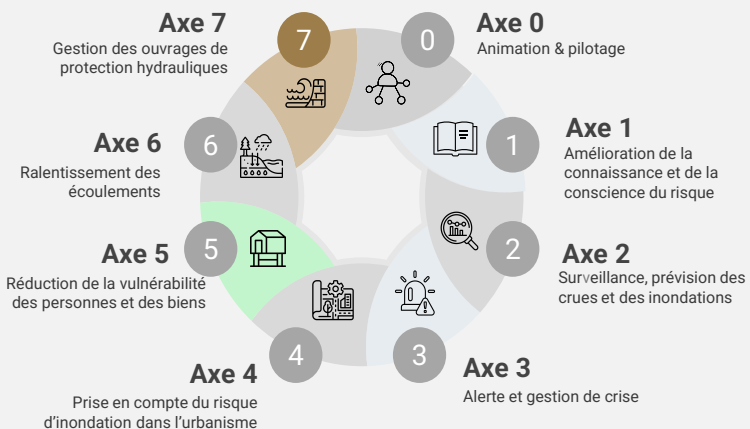 Axe 0
0
Animation & pilotage
Axe 1
1
Amélioration de la
connaissance et de la
conscience du risque
Axe 2
2
Surveillance, prévision des
crues et des inondations
Axe 3
3
Alerte et gestion de crise
Axe 4
4
Prise en compte du risque
d'inondation dans l'urbanisme
Axe 5
5
Réduction de la vulnérabilité
des personnes et des biens
Axe 6
6
Ralentissement des
écoulements
Axe 7
7
Gestion des ouvrages de
protection hydrauliques